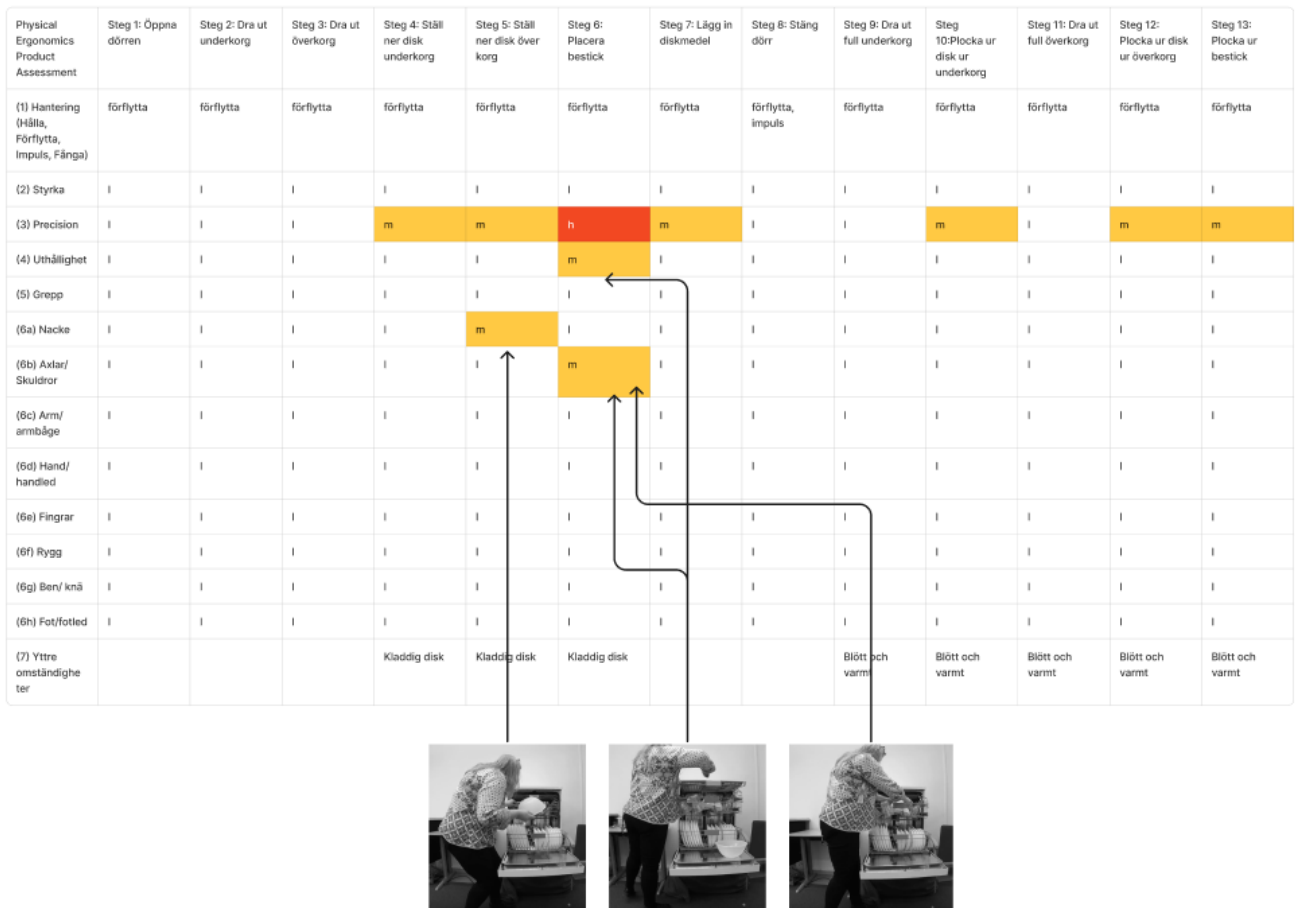 Physical Ergonomics Product Assessment Steg 1: Öppna dörren Steg 2: Dra ut underkorg Steg 3: Dra ut överkorg Steg 4: Ställ ner disk underkorg Steg 5: Ställ ner disk över korg Steg 6: Placera bestick Steg 7: Lägg in diskmedel Steg 8: Stäng dörr Steg 9: Dra ut full underkorg Steg 10:Plocka ur disk ur underkorg Steg 11: Dra ut full överkorg Steg 12: Plocka ur disk ur överkorg Steg 13: Plocka ur bestick
(1) Hantering (Hålla, Förflytta, Impuls, Fånga) förflytta förflytta förflytta förflytta förflytta förflytta förflytta förflytta, impuls förflytta förflytta förflytta förflytta förflytta
(2) Styrka l l l l l l l l l l l l l
(3) Precision l l l m m h m l l m l m m
(4) Uthållighet l l l l l m l l l l l l l
(5) Grepp l l l l l l l l l l l l l
(6a) Nacke l l l l m l l l l l l l l
(6b) Axlar/ Skuldror l l l l l m l l l l l l l
(6c) Arm/ armbåge l l l l l l l l l l l l l
(6d) Hand/ handled l l l l l l l l l l l l l
(6e) Fingrar l l l l l l l l l l l l l
(6f) Rygg l l l l l l l l l l l l l
(6g) Ben/ knä l l l l l l l l l l l l l
(6h) Fot/fotled l l l l l l l l l l l l l
(7) Yttre omständighe ter Kladdig disk Kladdig disk Kladdig disk Blött och varmt Blött och varmt Blött och varmt Blött och varmt Blött och varmt